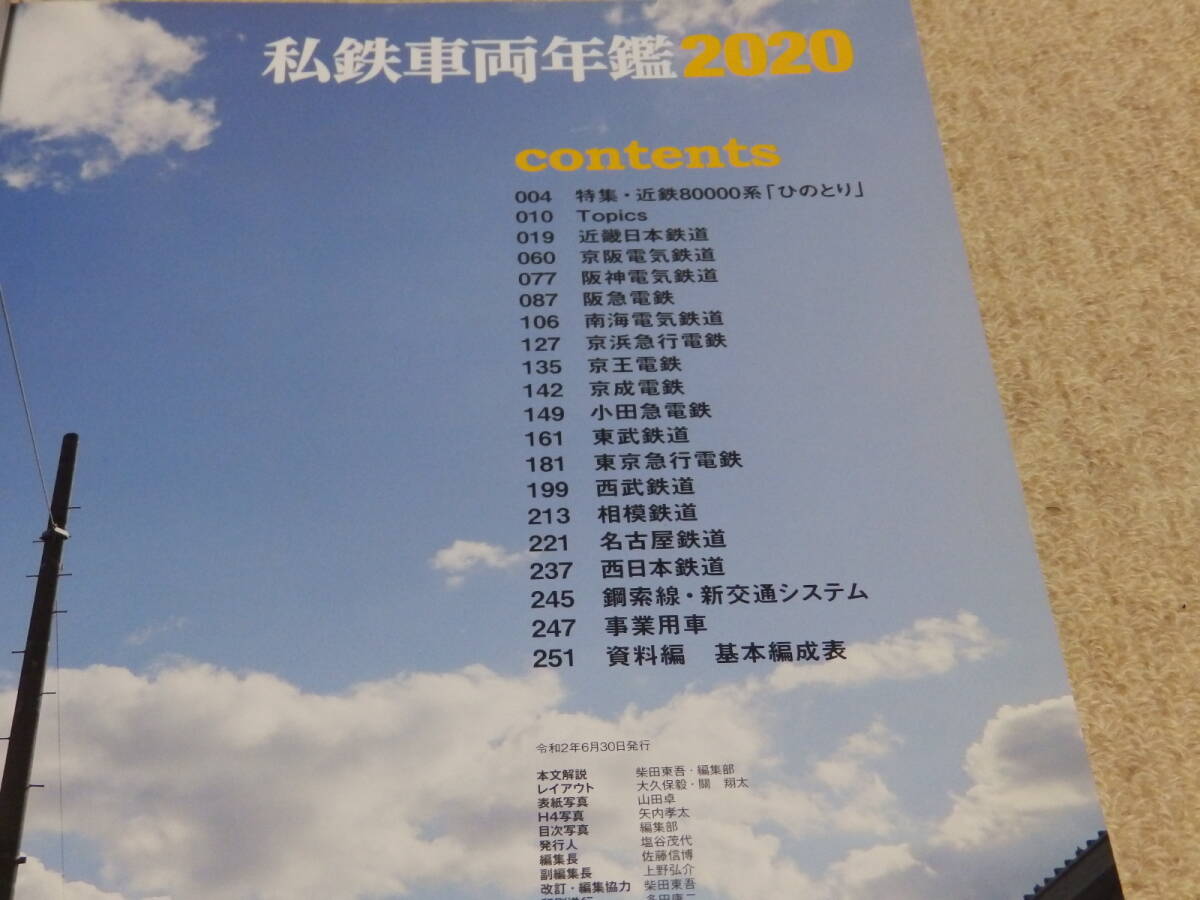 私鉄車両年鑑2020
contents
004 特集・近鉄80000系「ひのとり」
010 Topics
019 近畿日本鉄道
060 京阪電気鉄道
077 阪神電気鉄道
087 阪急電鉄
106 南海電気鉄道
127 京浜急行電鉄
135 京王電鉄
142 京成電鉄
149 小田急電鉄
161 東武鉄道
181 東京急行電鉄
199 西武鉄道
213 相模鉄道
221 名古屋鉄道
237 西日本鉄道
245 鋼索線・新交通システム
247 事業用車
251 資料編 基本編成表
令和2年6月30日発行
本文解説 柴田東吾・編集部
レイアウト 大久保毅・關 翔太
表紙写真 山田卓
H4写真 矢内孝太
目次写真 編集部
発行人 塩谷茂代
編集長 佐藤信博
副編集長 上野弘介
改訂・編集協力 柴田東吾